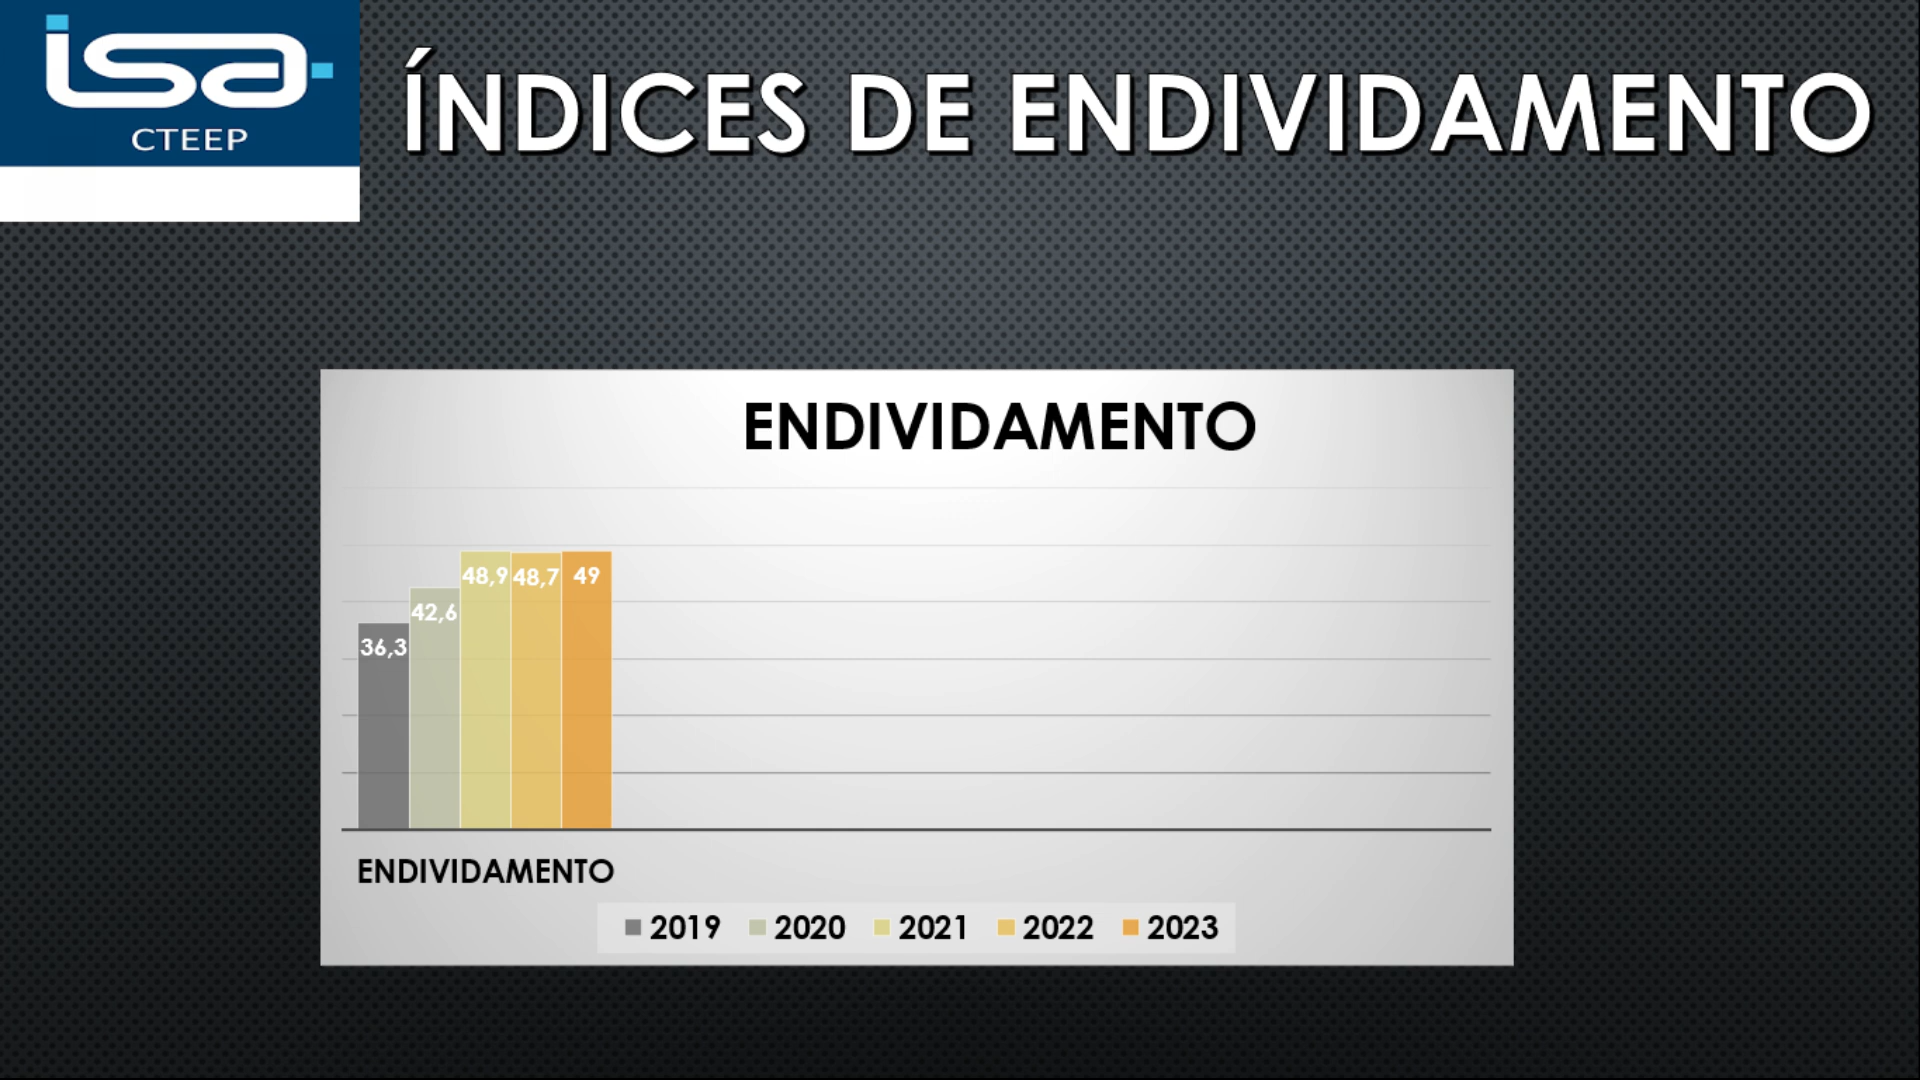 isa
CTEEP
ÍNDICES DE ENDIVIDAMENTO
ENDIVIDAMENTO
36,3
42,6
48,9
48,7
49
ENDIVIDAMENTO
2019 2020 2021 2022 2023